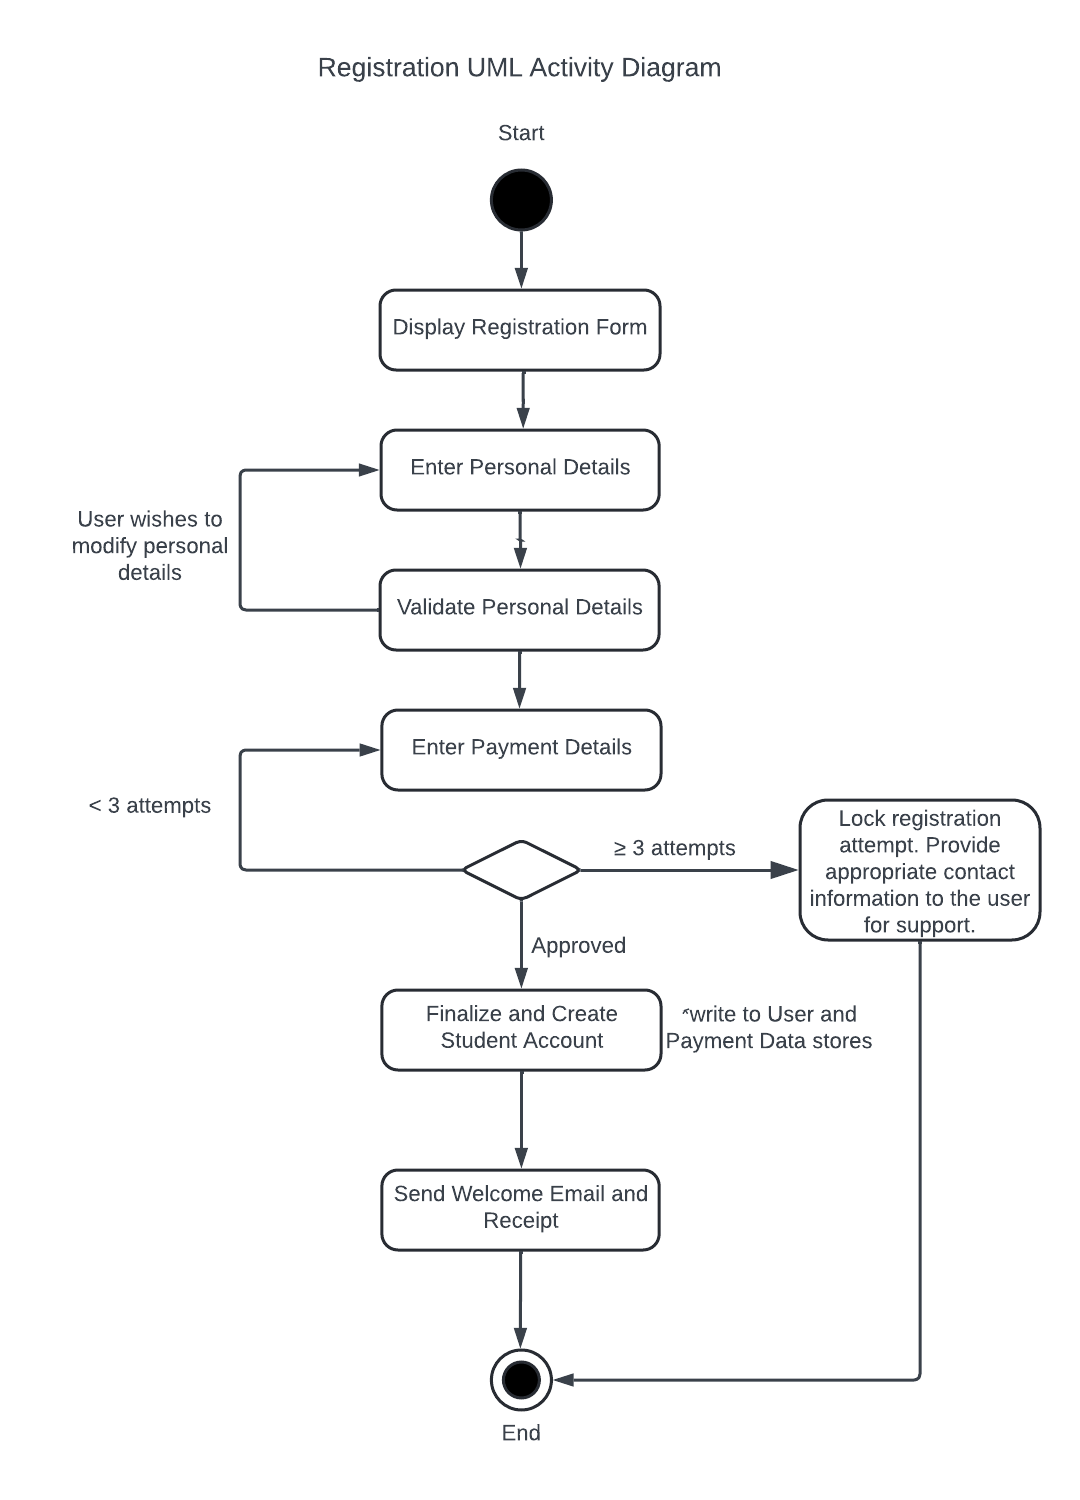 Registration UML Activity Diagram
Start
Display Registration Form
Enter Personal Details
User wishes to
modify personal
details
Validate Personal Details
Enter Payment Details
< 3 attempts
≥ 3 attempts
Lock registration
attempt. Provide
appropriate contact
information to the user
for support.
Approved
Finalize and Create
Student Account
write to User and
Payment Data stores
Send Welcome Email and
Receipt
End